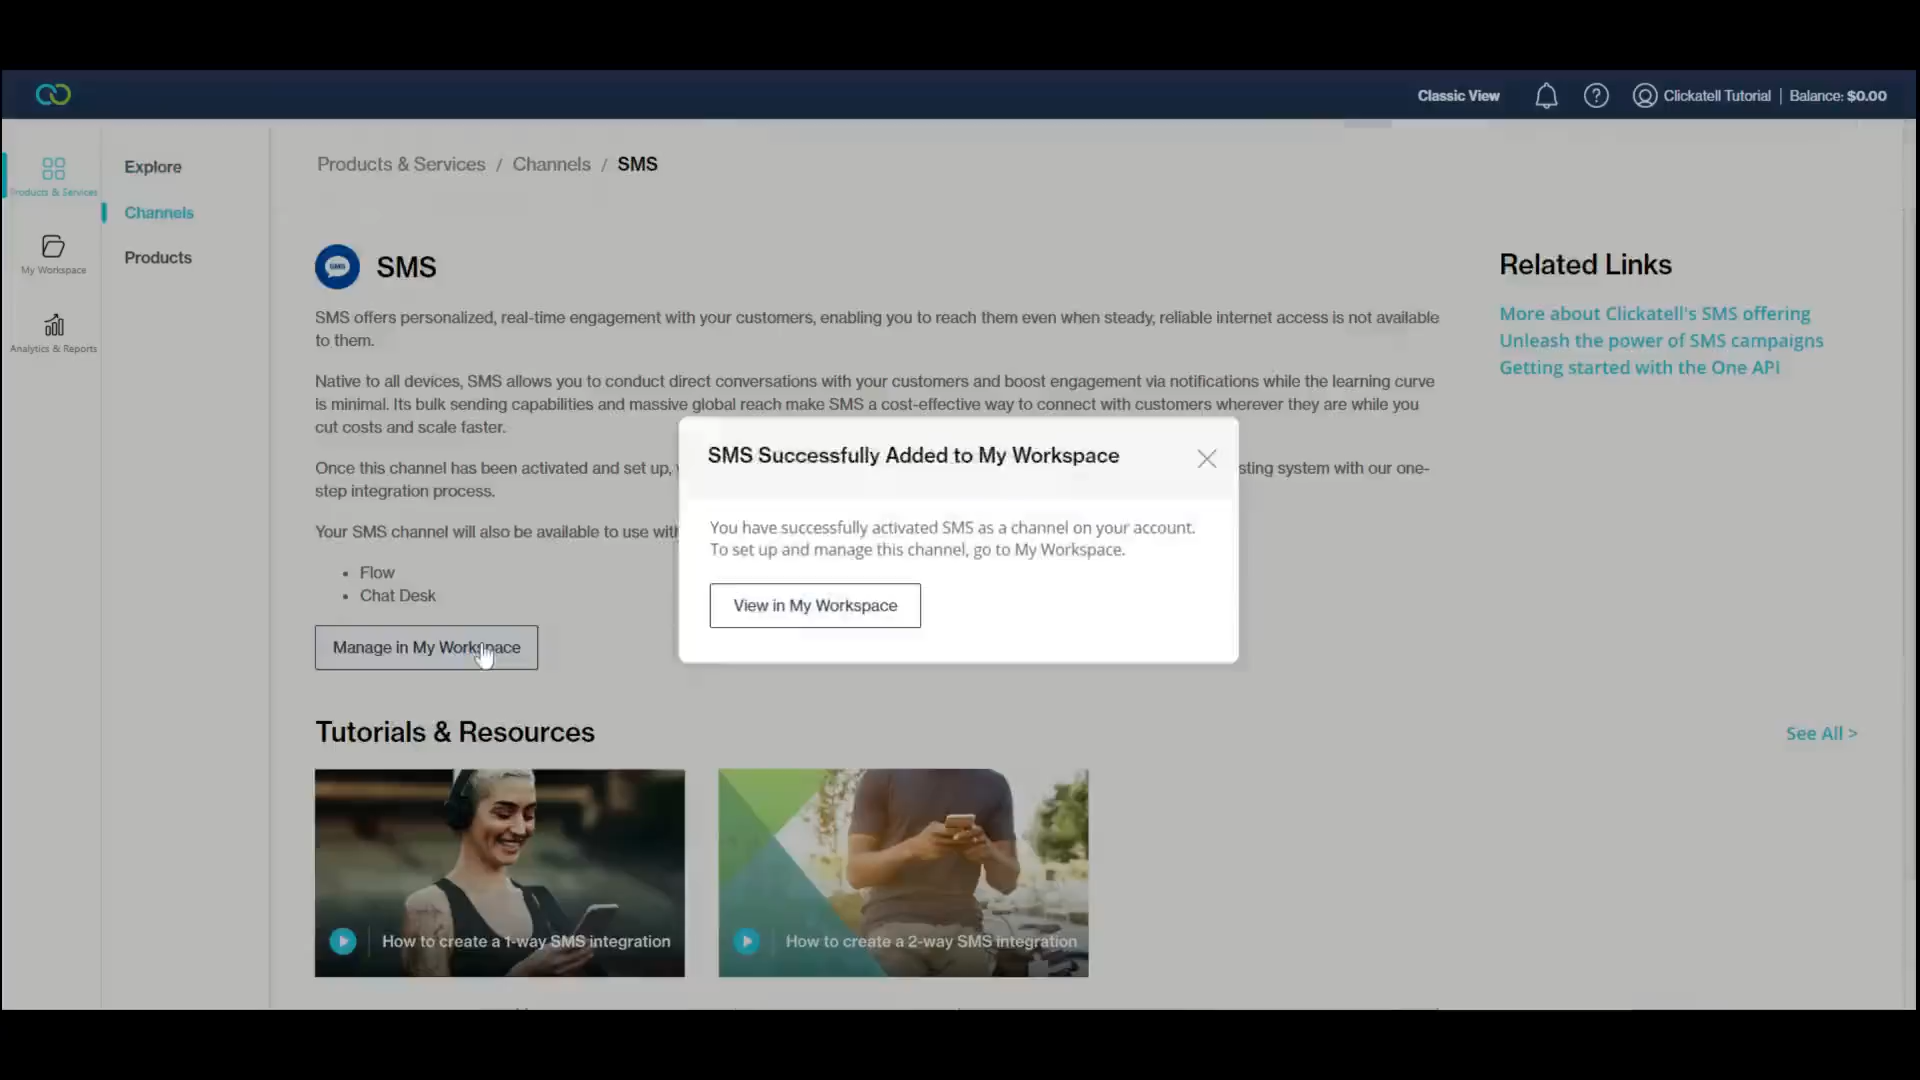 Classic View
Clickatell Tutorial | Balance: $0.00
Products & Services
My Workspace
Analytics & Reports
Explore
Channels
Products
Products & Services / Channels / SMS
SMS
SMS
SMS offers personalized, real-time engagement with your customers, enabling you to reach them even when steady, reliable internet access is not available
to them.
Native to all devices, SMS allows you to conduct direct conversations with your customers and boost engagement via notifications while the learning curve
is minimal. Its bulk sending capabilities and massive global reach make SMS a cost-effective way to connect with customers wherever they are while you
cut costs and scale faster.
Once this channel has been activated and set up, sting system with our one-
step integration process.
Your SMS channel will also be available to use with
• Flow
• Chat Desk
Manage in My Workspace
SMS Successfully Added to My Workspace
You have successfully activated SMS as a channel on your account.
To set up and manage this channel, go to My Workspace.
View in My Workspace
Related Links
More about Clickatell's SMS offering
Unleash the power of SMS campaigns
Getting started with the One API
Tutorials & Resources
See All >
How to create a 1-way SMS integration
How to create a 2-way SMS integration